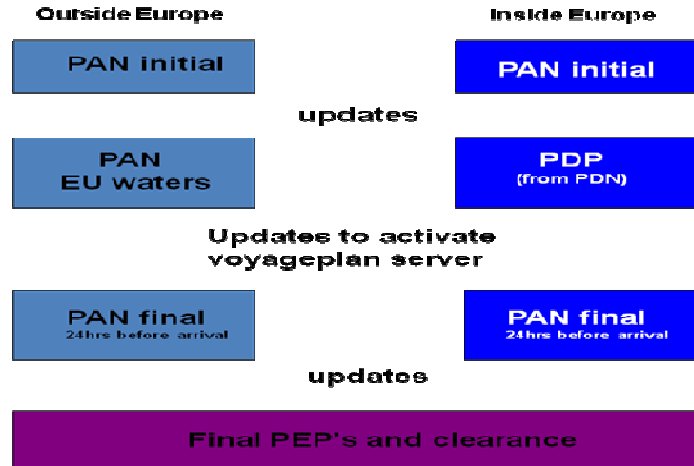 Outside Europe
Inside Europe
PAN initial
PAN initial
updates
PAN
EU waters
PDP
(from PDN)
Updates to activate
voyageplan server
PAN final
24hrs before arrival
PAN final
24hrs before arrival
updates
Final PEP's and clearance